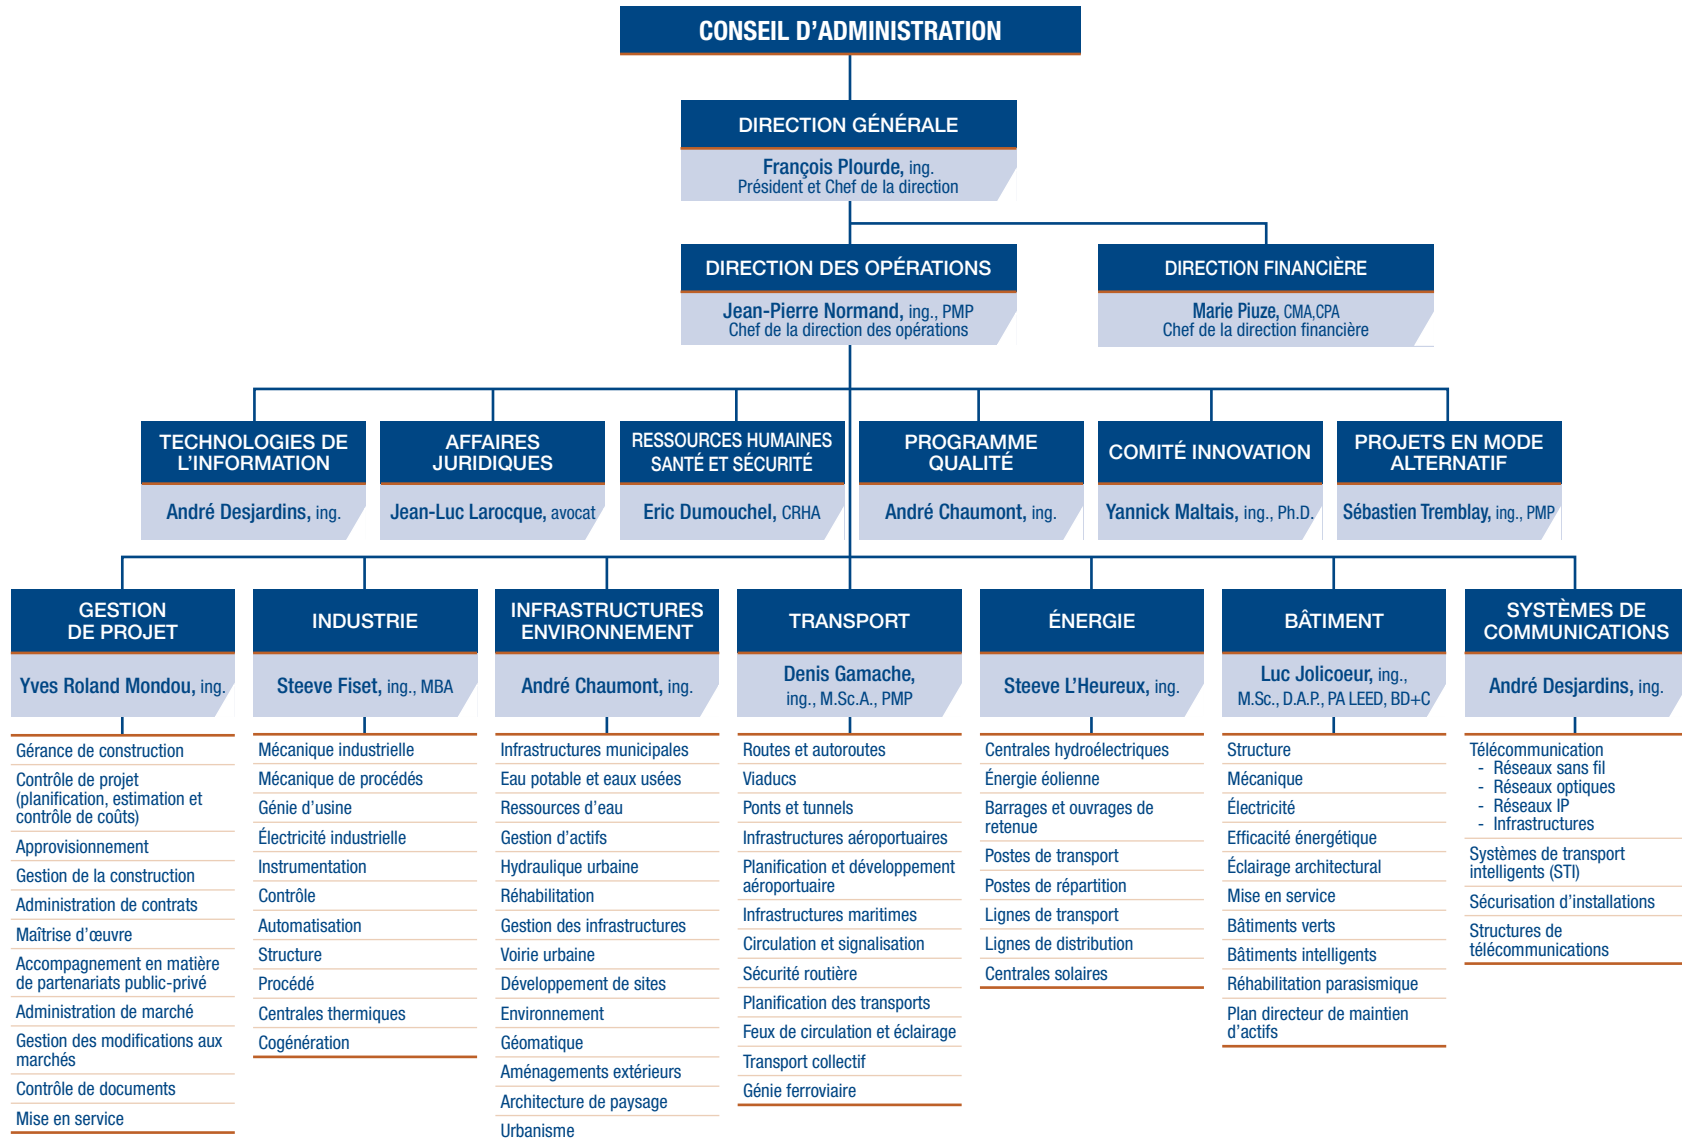 CONSEIL D’ADMINISTRATION
DIRECTION GÉNÉRALE
François Plourde, ing.
Président et Chef de la direction
DIRECTION DES OPÉRATIONS
Jean-Pierre Normand, ing., PMP
Chef de la direction des opérations
DIRECTION FINANCIÈRE
Marie Piuze, CMA,CPA
Chef de la direction financière
TECHNOLOGIES DE
L’INFORMATION
André Desjardins, ing.
AFFAIRES
JURIDIQUES
Jean-Luc Larocque, avocat
RESSOURCES HUMAINES
SANTÉ ET SÉCURITÉ
Eric Dumouchel, CRHA
PROGRAMME
QUALITÉ
André Chaumont, ing.
COMITÉ INNOVATION
Yannick Maltais, ing., Ph.D.
PROJETS EN MODE
ALTERNATIF
Sébastien Tremblay, ing., PMP
GESTION
DE PROJET
Yves Roland Mondou, ing.
Gérance de construction
Contrôle de projet
(planification, estimation et
contrôle de coûts)
Approvisionnement
Gestion de la construction
Administration de contrats
Maîtrise d’œuvre
Accompagnement en matière
de partenariats public-privé
Administration de marché
Gestion des modifications aux
marchés
Contrôle de documents
Mise en service
INDUSTRIE
Steeve Fiset, ing., MBA
Mécanique industrielle
Mécanique de procédés
Génie d’usine
Électricité industrielle
Instrumentation
Contrôle
Automatisation
Structure
Procédé
Centrales thermiques
Cogénération
INFRASTRUCTURES
ENVIRONNEMENT
André Chaumont, ing.
Infrastructures municipales
Eau potable et eaux usées
Ressources d’eau
Gestion d’actifs
Hydraulique urbaine
Réhabilitation
Gestion des infrastructures
Voirie urbaine
Développement de sites
Environnement
Géomatique
Aménagements extérieurs
Architecture de paysage
Urbanisme
TRANSPORT
Denis Gamache,
ing., M.Sc.A., PMP
Routes et autoroutes
Viaducs
Ponts et tunnels
Infrastructures aéroportuaires
Planification et développement
aéroportuaire
Infrastructures maritimes
Circulation et signalisation
Sécurité routière
Planification des transports
Feux de circulation et éclairage
Transport collectif
Génie ferroviaire
ÉNERGIE
Steeve L’Heureux, ing.
Centrales hydroélectriques
Énergie éolienne
Barrages et ouvrages de
retenue
Postes de transport
Postes de répartition
Lignes de transport
Lignes de distribution
Centrales solaires
BÂTIMENT
Luc Jolicoeur, ing.,
M.Sc., D.A.P., PA LEED, BD+C
Structure
Mécanique
Électricité
Efficacité énergétique
Éclairage architectural
Mise en service
Bâtiments verts
Bâtiments intelligents
Réhabilitation parasismique
Plan directeur de maintien
d’actifs
SYSTÈMES DE
COMMUNICATIONS
André Desjardins, ing.
Télécommunication
- Réseaux sans fil
- Réseaux optiques
- Réseaux IP
- Infrastructures
Systèmes de transport
intelligents (STI)
Sécurisation d’installations
Structures de
télécommunications